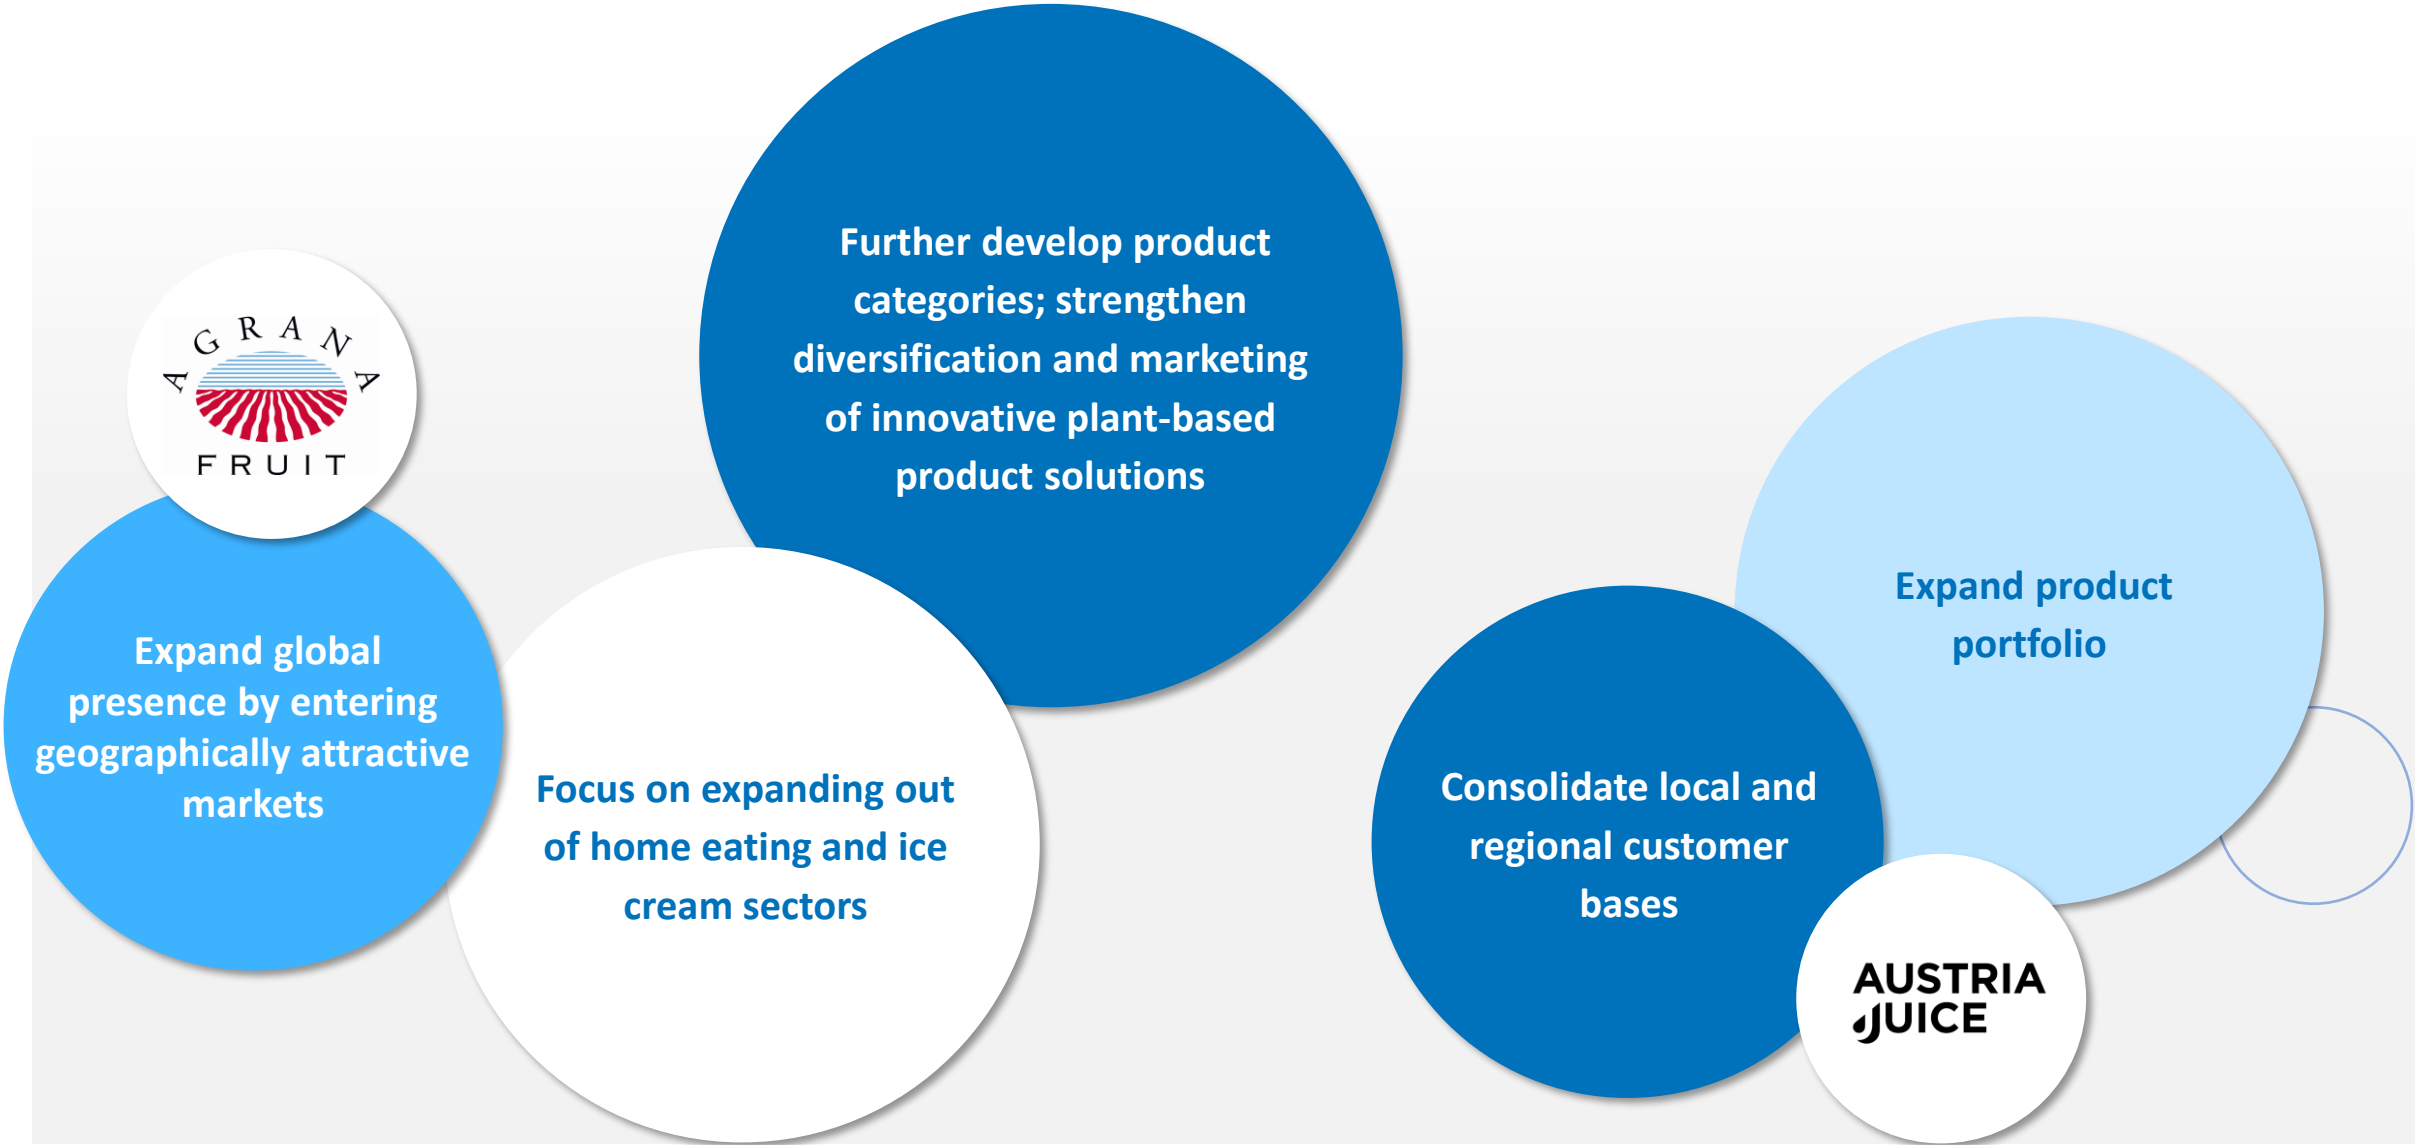 AGRANA
FRUIT
Expand global
presence by entering
geographically attractive
markets
Further develop product
categories; strengthen
diversification and marketing
of innovative plant-based
product solutions
Focus on expanding out
of home eating and ice
cream sectors
Expand product
portfolio
Consolidate local and
regional customer
bases
AUSTRIA
JUICE